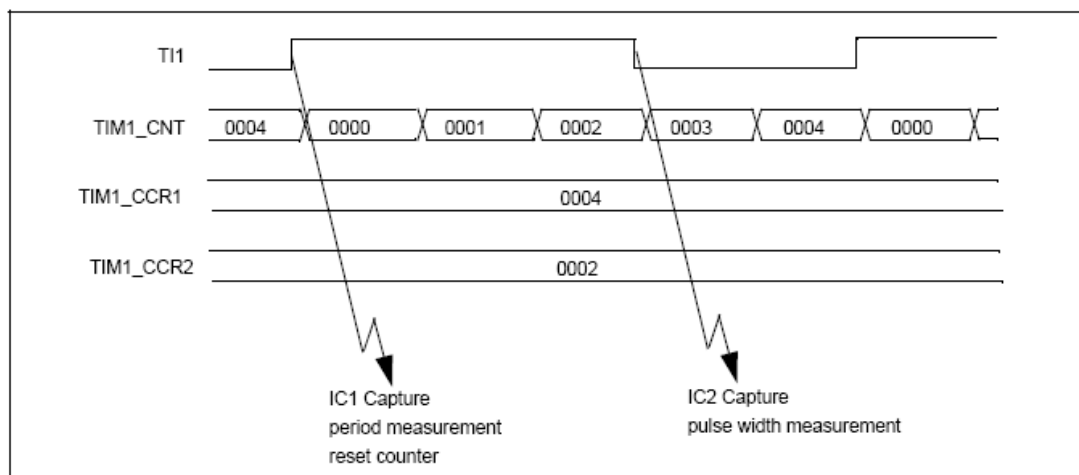 TI1
TIM1_CNT 0004 0000 0001 0002 0003 0004 0000
TIM1_CCR1 0004
TIM1_CCR2 0002
IC1 Capture
period measurement
reset counter
IC2 Capture
pulse width measurement